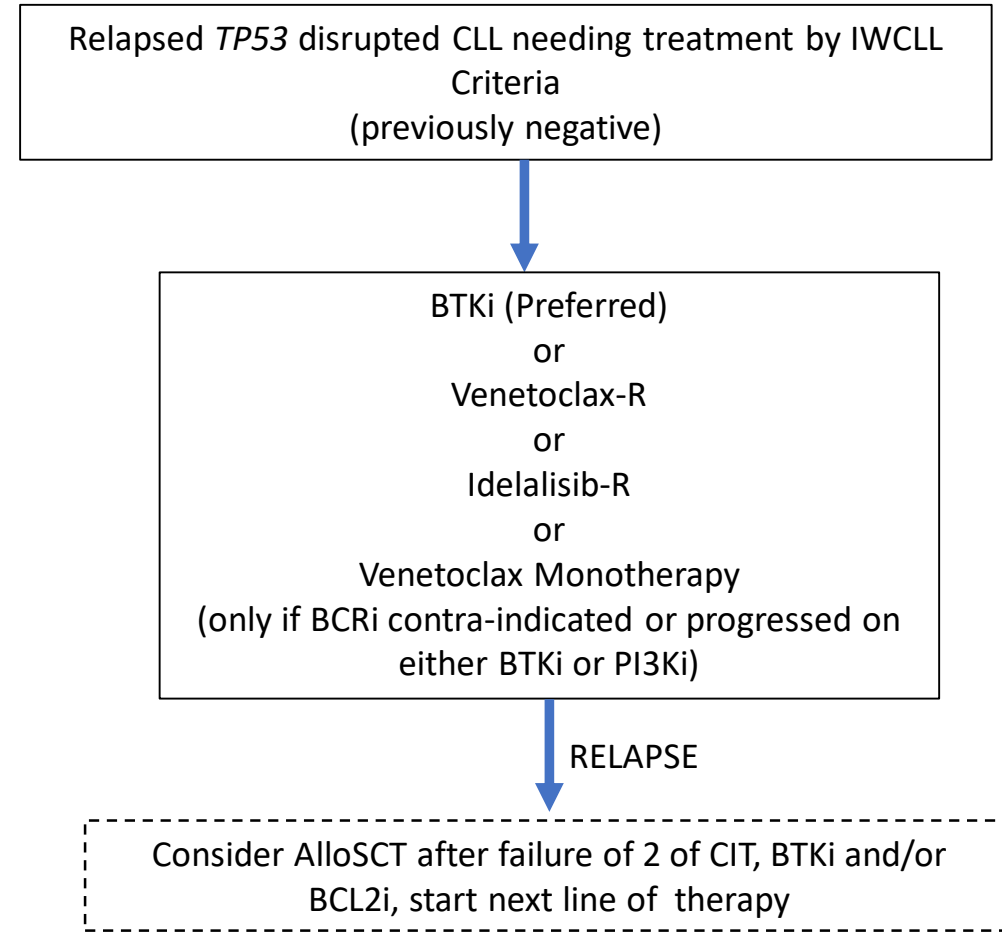 Relapsed TP53 disrupted CLL needing treatment by IWCLL
Criteria
(previously negative)
BTKi (Preferred)
or
Venetoclax-R
or
Idelalisib-R
or
Venetoclax Monotherapy
(only if BCRi contra-indicated or progressed on
either BTKi or PI3Ki)
RELAPSE
Consider AlloSCT after failure of 2 of CIT, BTKi and/or
BCL2i, start next line of therapy